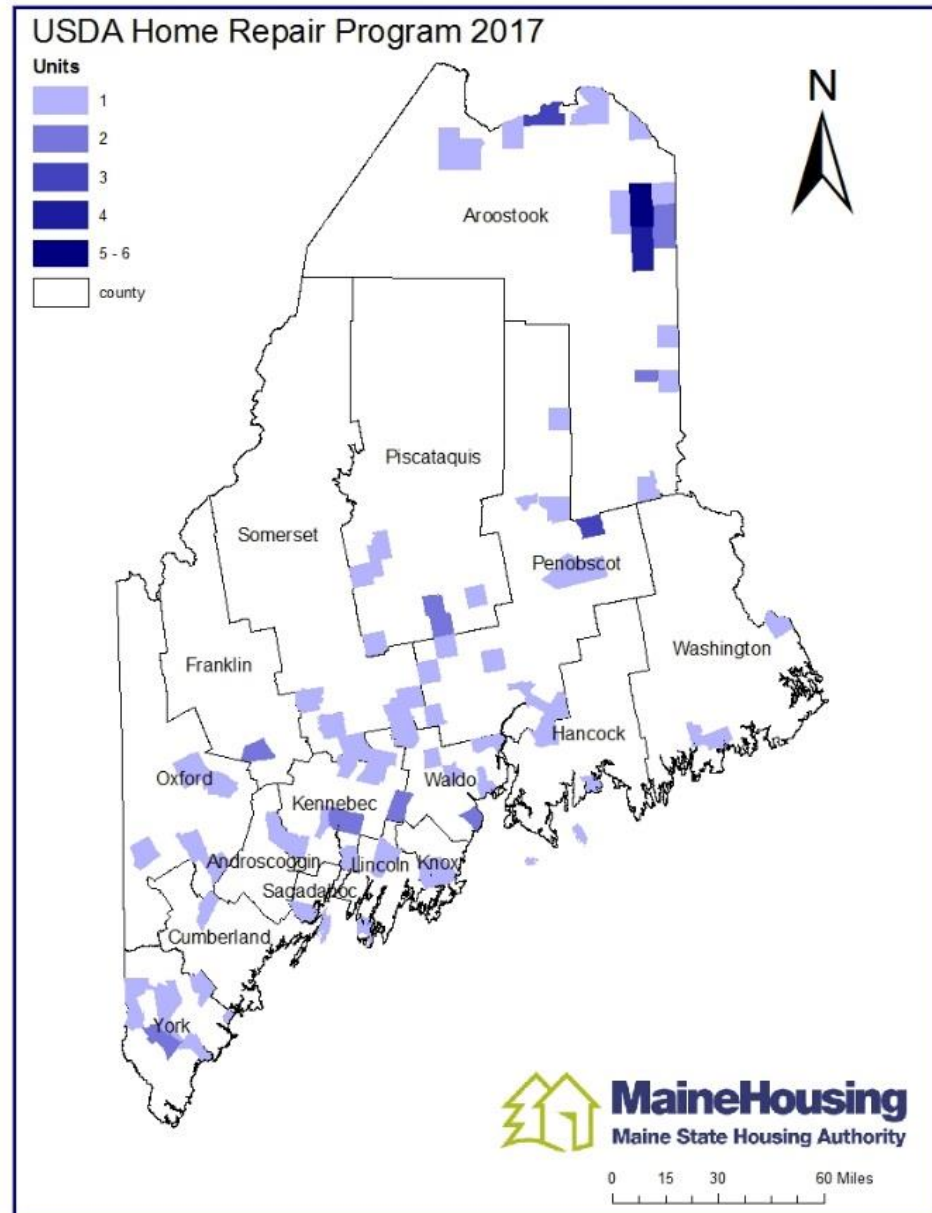 USDA Home Repair Program 2017
Units
1
2
3
4
5 - 6
county
N
Aroostook
Piscataquis
Somerset
Penobscot
Washington
Franklin
Hancock
Oxford
Waldo
Kennebec
Androscoggin
Lincoln
Knox
Sagadahoc
Cumberland
York
MaineHousing
Maine State Housing Authority
0 15 30 60 Miles